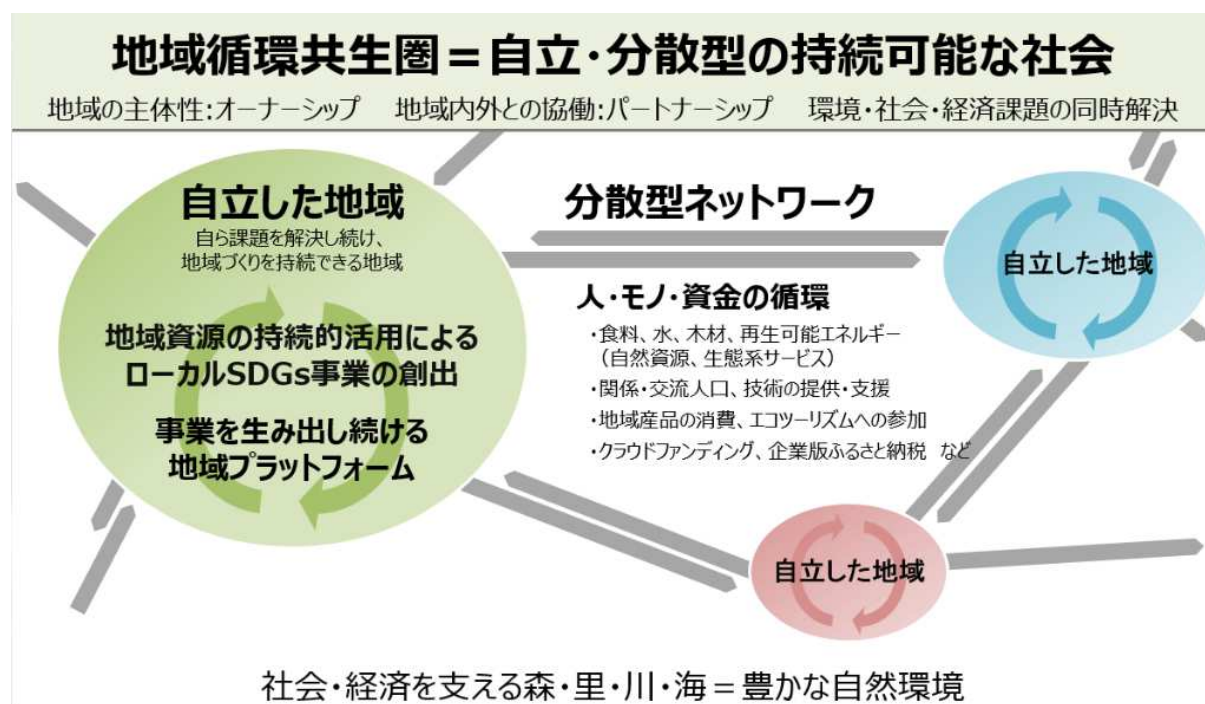 地域循環共生圏=自立・分散型の持続可能な社会
地域の主体性:オーナーシップ 地域内外との協働:パートナーシップ 環境・社会・経済課題の同時解決
自立した地域
自ら課題を解決し続け、
地域づくりを持続できる地域
地域資源の持続的活用による
ローカルSDGs事業の創出
事業を生み出し続ける
地域プラットフォーム
分散型ネットワーク
人・モノ・資金の循環
・食料、水、木材、再生可能エネルギー
(自然資源、生態系サービス)
・関係・交流人口、技術の提供・支援
・地域産品の消費、エコツーリズムへの参加
・クラウドファンディング、企業版ふるさと納税 など
自立した地域
自立した地域
社会・経済を支える森・里・川・海=豊かな自然環境